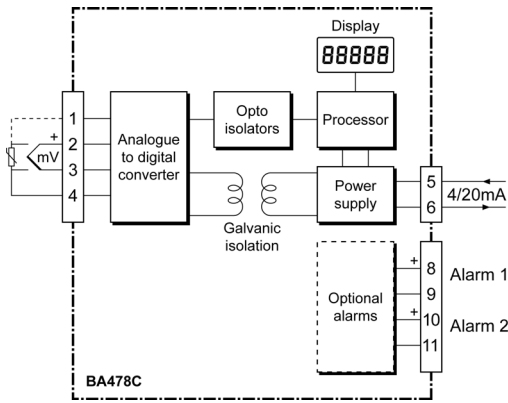 Display
88888
Opto
isolators
Processor
Analogue
to digital
converter
1
2
3
4
+
mV
Galvanic
isolation
Power
supply
5
6
4/20mA
Optional
alarms
+
8
9
+
10
11
Alarm 1
Alarm 2
BA478C